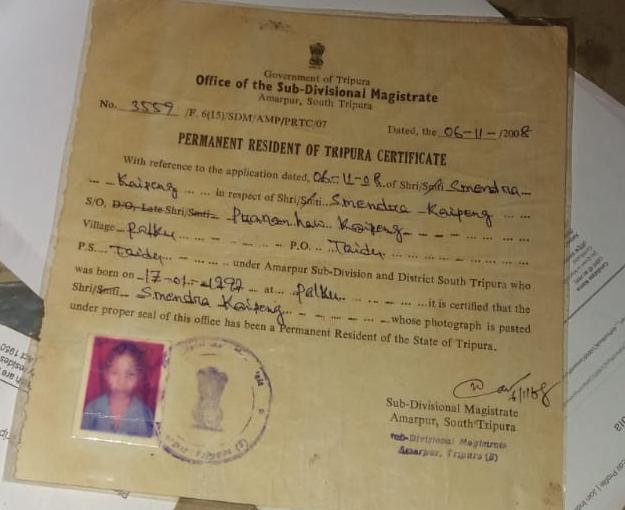 Government of Tripura
Office of the Sub-Divisional Magistrate
Amarpur, South Tripura
No. 3559 /F. 6(15)/SDM/AMP/PRTC/07
Dated, the 06-11-/2008
PERMANENT RESIDENT OF TRIPURA CERTIFICATE
With reference to the application dated, 06-11-08 of Shri/Smti Smendra
Kaipeng in respect of Shri/Smti Smendra Kaipeng
S/O, D/O, Late Shri/Smti Kaipeng
Village Palku P.O. Taidu
P.S. Taidu under Amarpur Sub-Division and District South Tripura who
was born on 17-01-1997 at Palku it is certified that the
Shri/Smti Smendra Kaipeng whose photograph is pasted
under proper seal of this office has been a Permanent Resident of the State of Tripura.
Sub-Divisional Magistrate
Amarpur, South Tripura
Sub-Divisional Magistrate
Amarpur, Tripura (S)